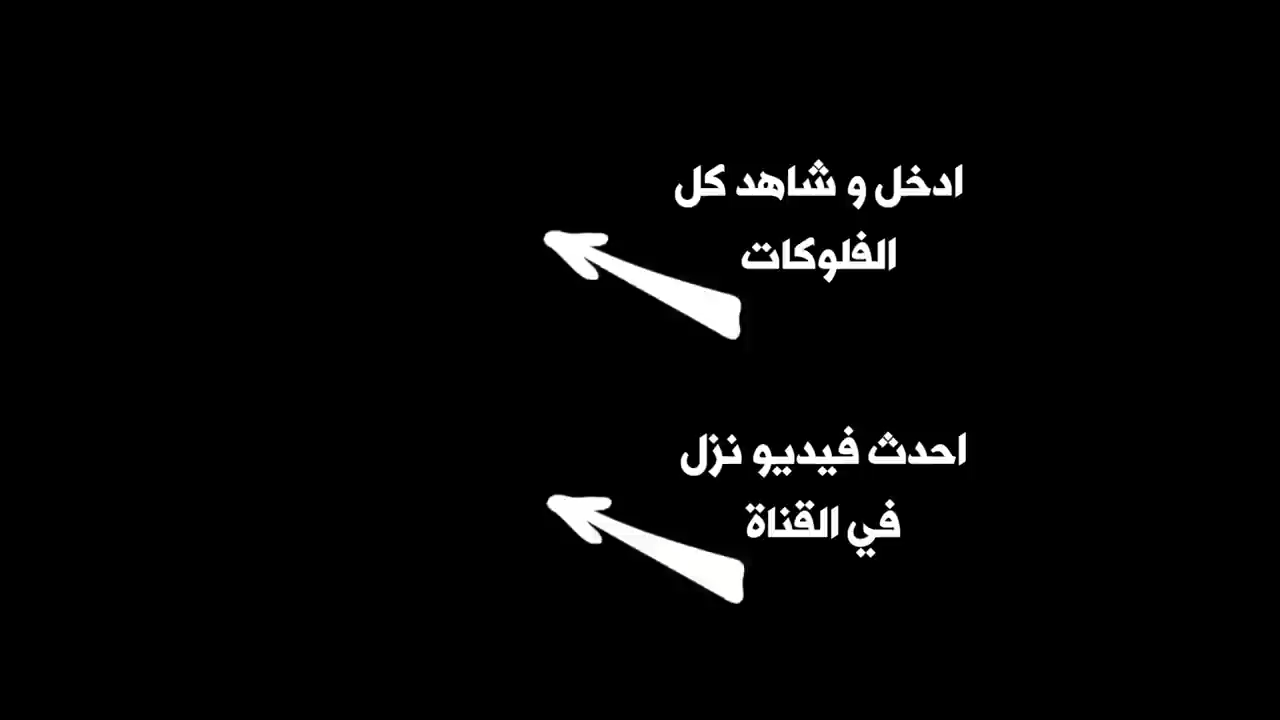 ادخل و شاهد كل
الفلوكات
احدث فيديو نزل
في القناة